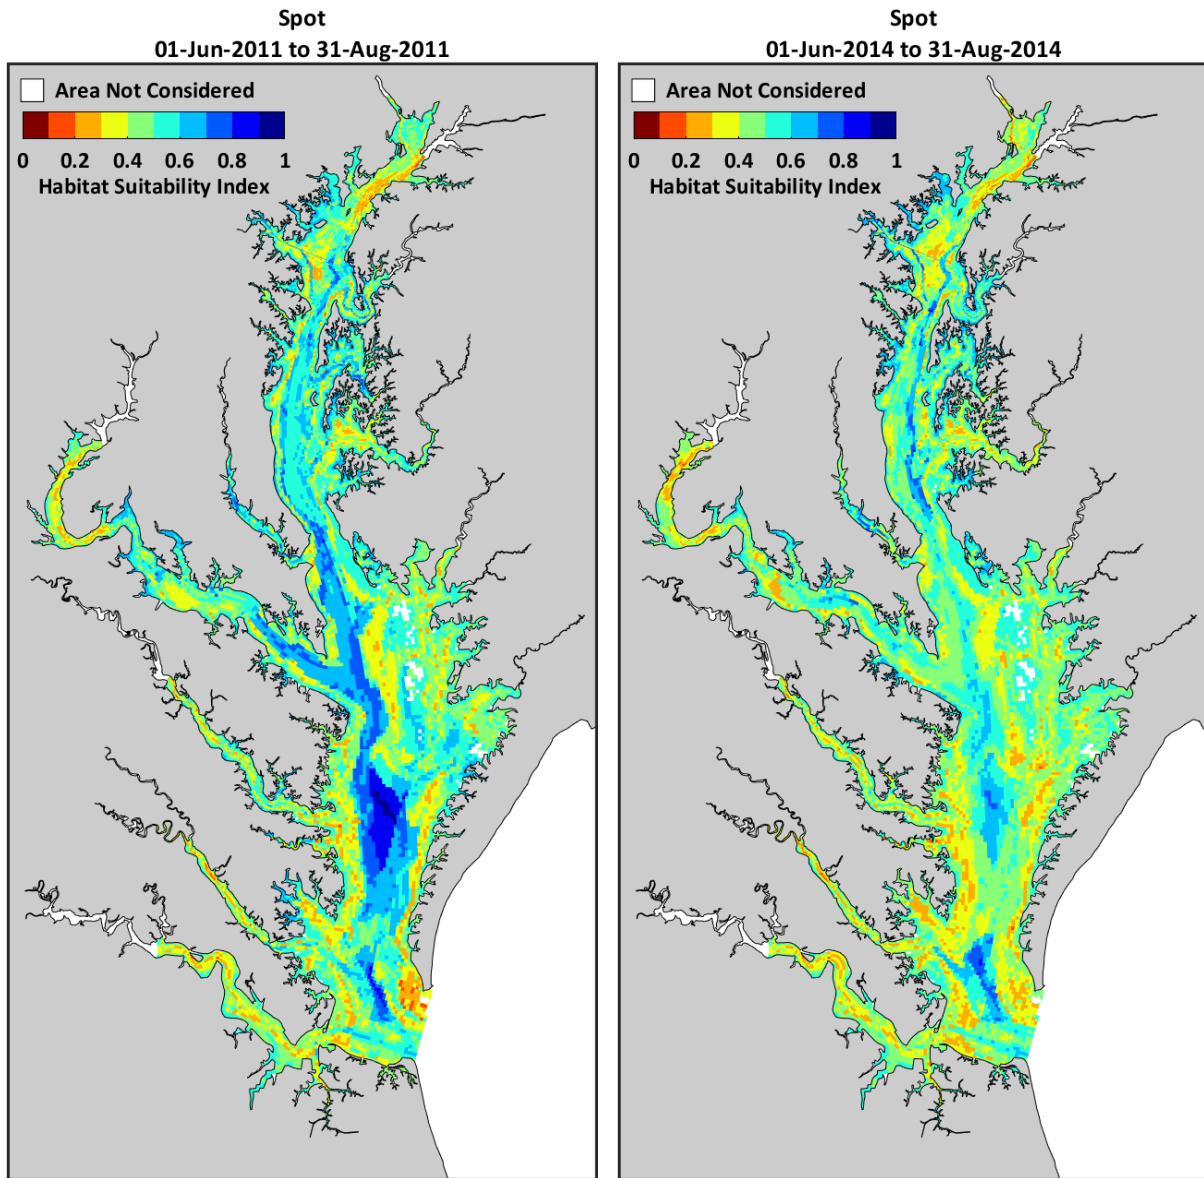 Spot
01-Jun-2011 to 31-Aug-2011
Area Not Considered
0 0.2 0.4 0.6 0.8 1
Habitat Suitability Index
Spot
01-Jun-2014 to 31-Aug-2014
Area Not Considered
0 0.2 0.4 0.6 0.8 1
Habitat Suitability Index